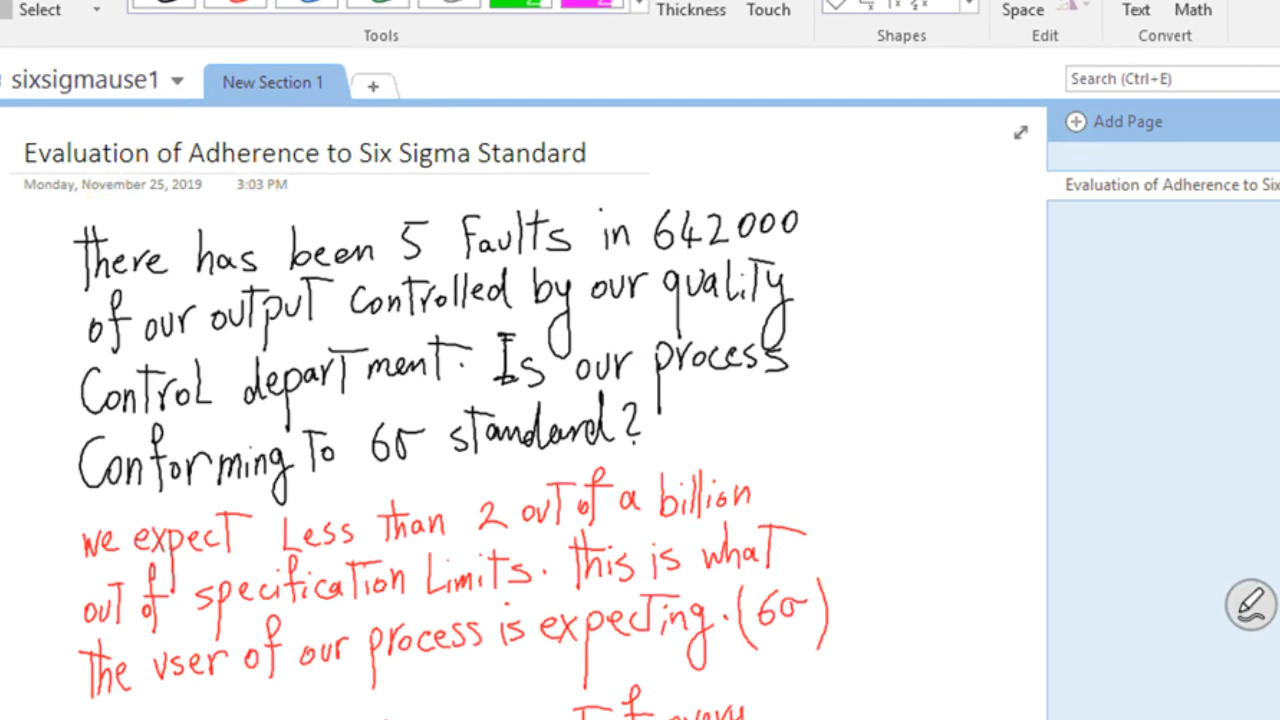 Select
Thickness
Touch
Space
Text
Math
Tools
Shapes
Edit
Convert
sixsigmause1
New Section 1
+
Search (Ctrl+E)
Add Page
Evaluation of Adherence to Six Sigma Standard
Monday, November 25, 2019 3:03 PM
Evaluation of Adherence to Six
there has been 5 Faults in 642000
of our output controlled by our quality
Control department. Is our process
Conforming to 6σ standard?
we expect Less than 2 out of a billion
out of specification Limits. this is what
the user of our process is expecting. (6σ)
of every